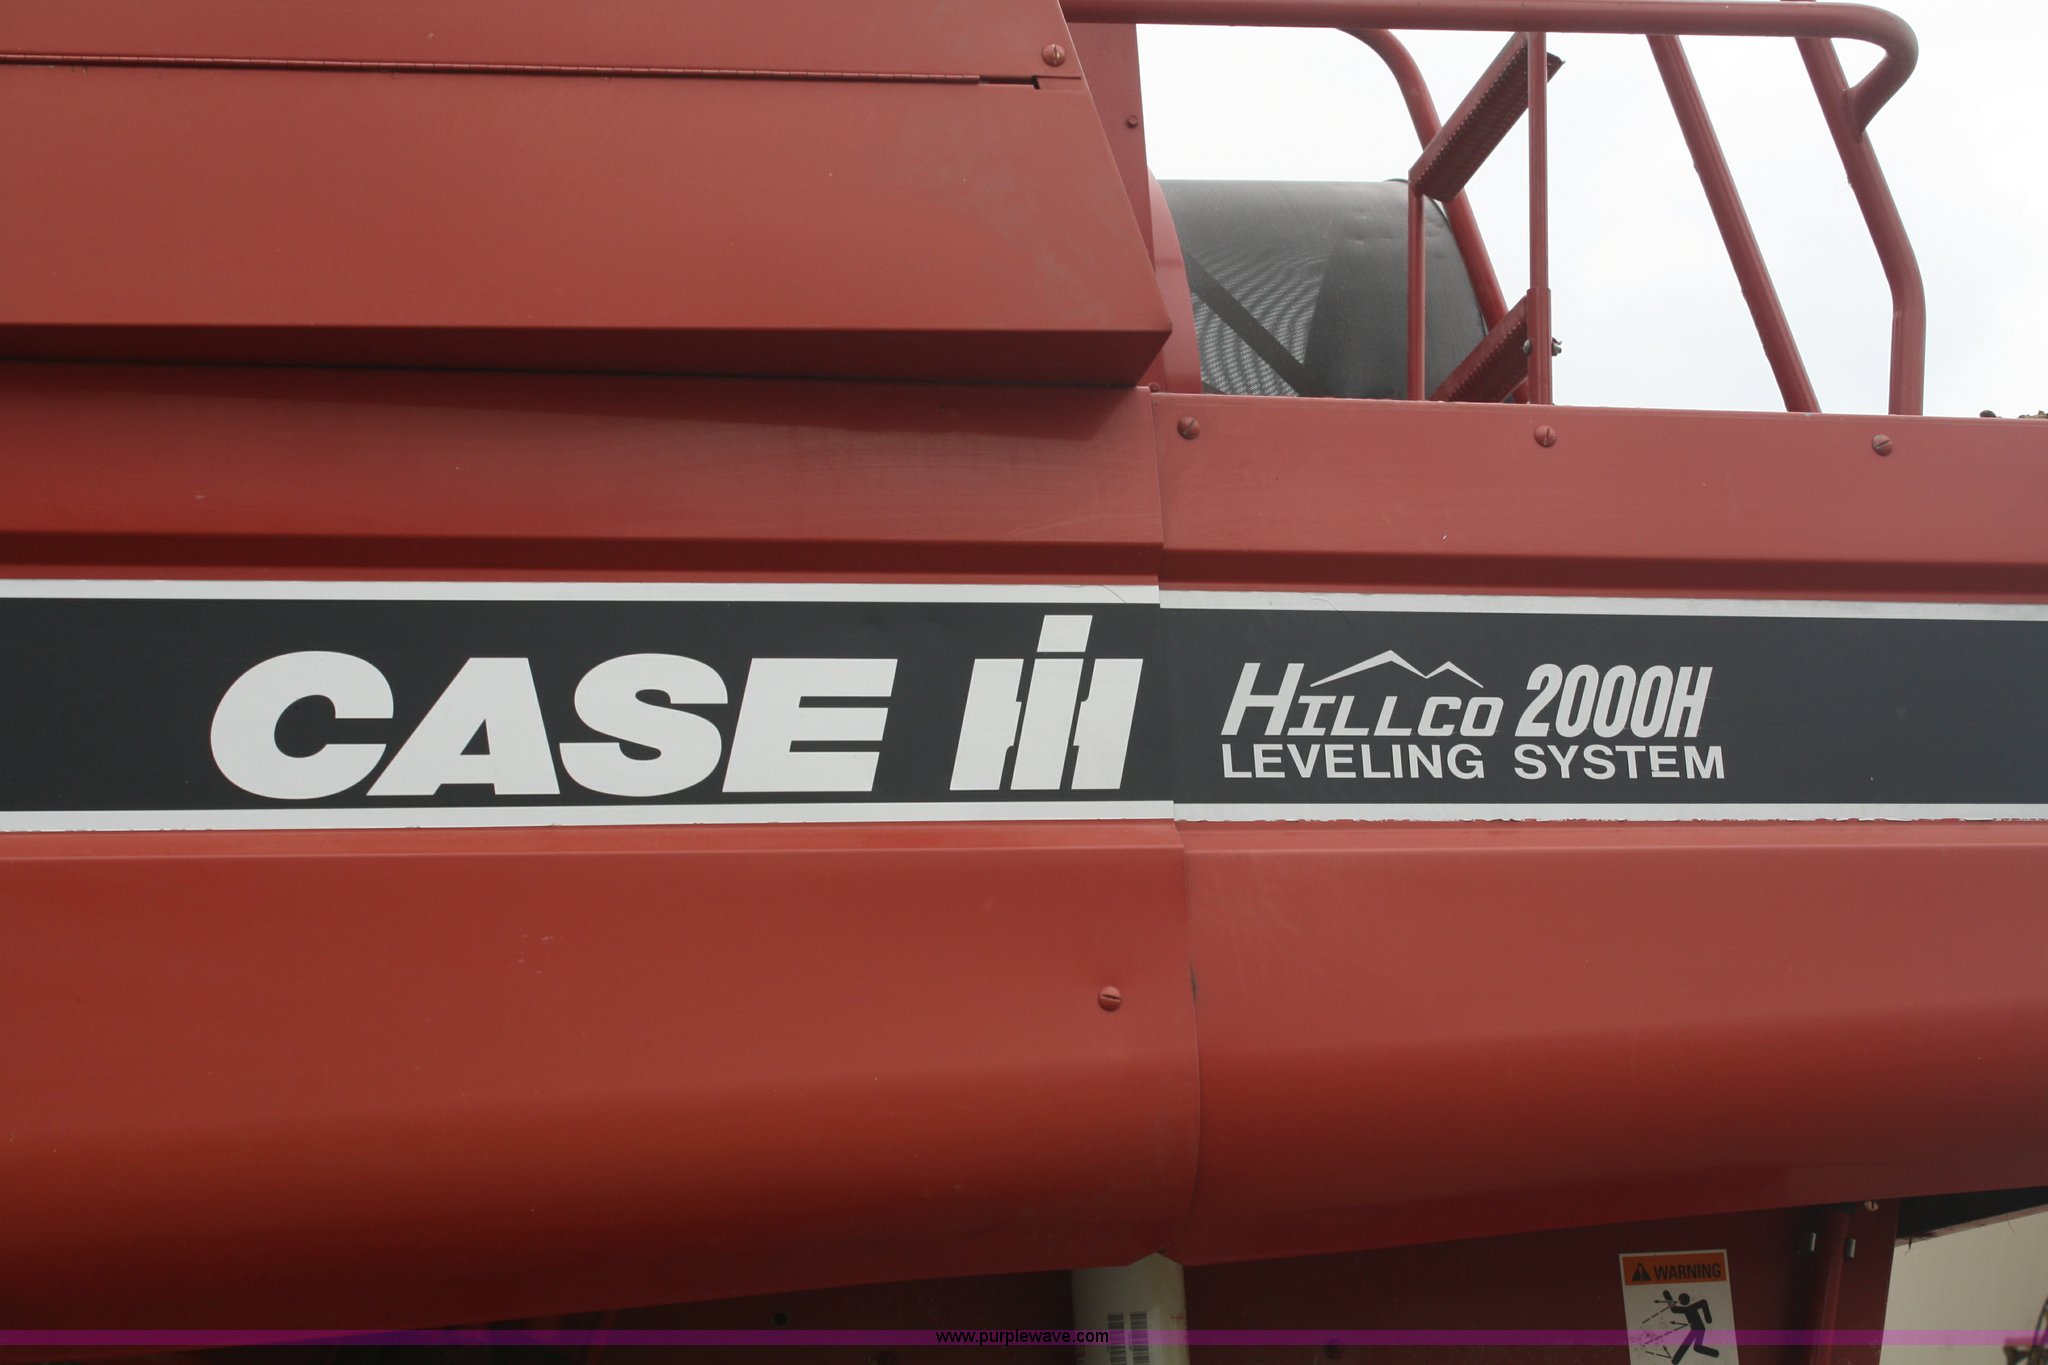 CASE IH
HILLCO 2000H
LEVELING SYSTEM
WARNING
www.purplewave.com